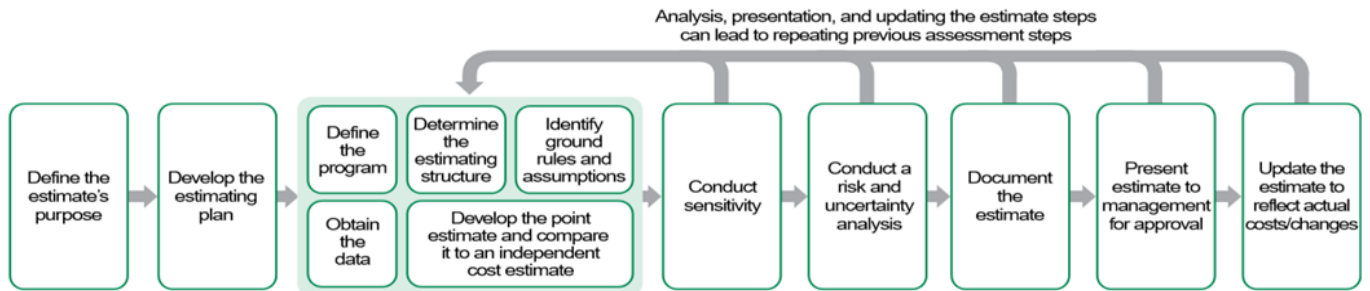 Analysis, presentation, and updating the estimate steps
can lead to repeating previous assessment steps
Define the
estimate's
purpose
Develop the
estimating
plan
Define
the
program
Determine
the
estimating
structure
Identify
ground
rules and
assumptions
Obtain
the
data
Develop the point
estimate and compare
it to an independent
cost estimate
Conduct
sensitivity
Conduct a
risk and
uncertainty
analysis
Document
the
estimate
Present
estimate to
management
for approval
Update the
estimate to
reflect actual
costs/changes